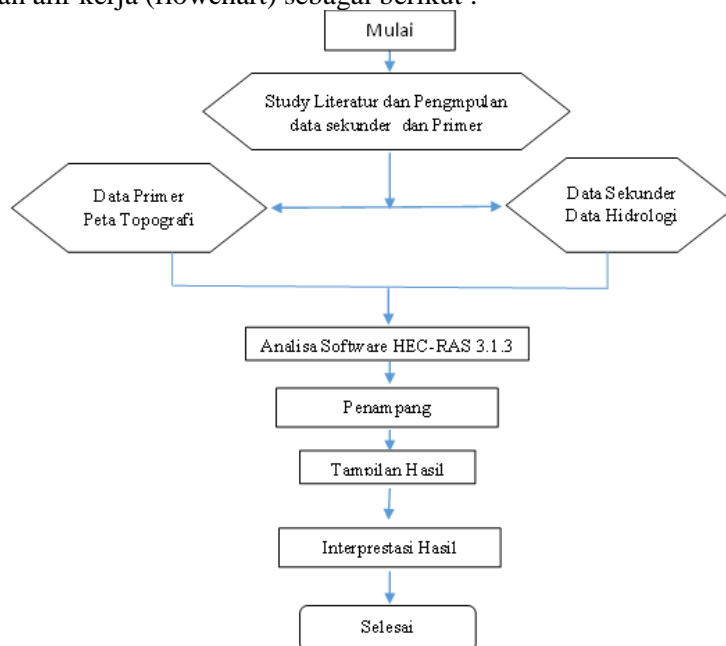 an alir kerja (flowchart) sebagai berikut :
Mulai
Study Literatur dan Pengmpulan
data sekunder dan Primer
Data Primer
Peta Topografi
Data Sekunder
Data Hidrologi
Analisa Software HEC-RAS 3.1.3
Penampang
Tampilan Hasil
Interprestasi Hasil
Selesai